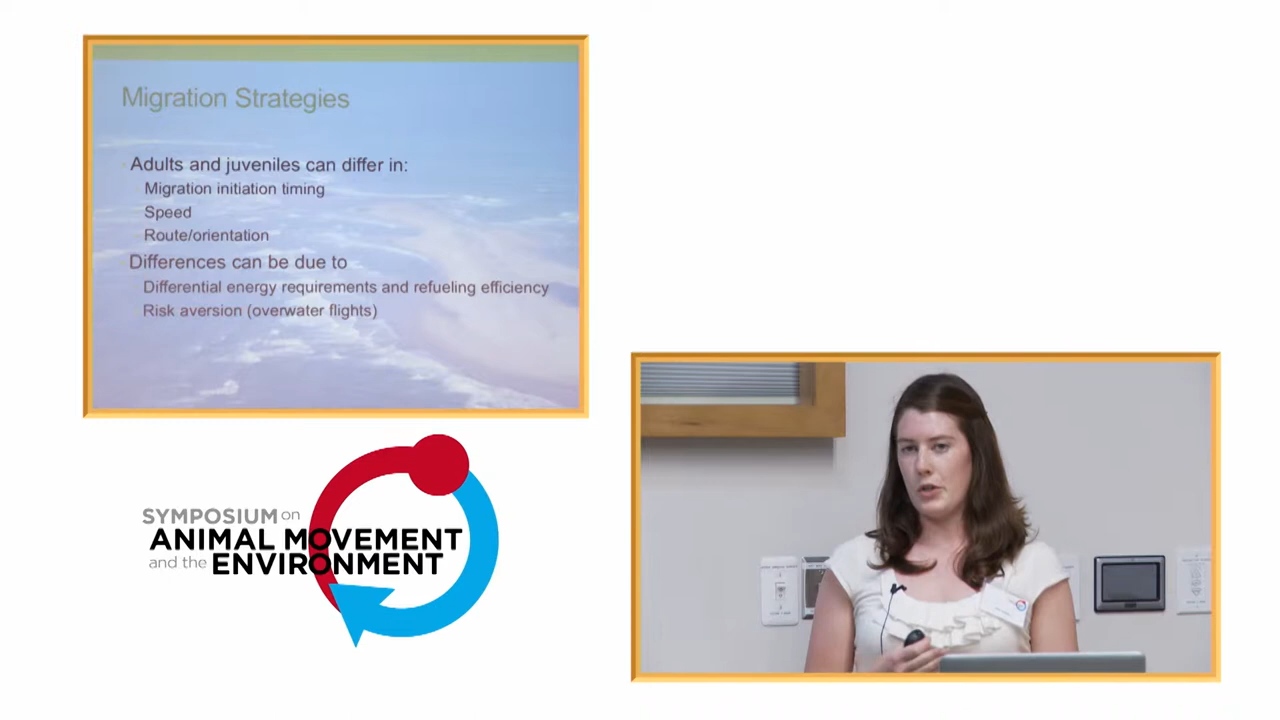 Migration Strategies
Adults and juveniles can differ in:
Migration initiation timing
Speed
Route/orientation
Differences can be due to
Differential energy requirements and refueling efficiency
Risk aversion (overwater flights)
SYMPOSIUM on
ANIMAL MOVEMENT
and the ENVIRONMENT